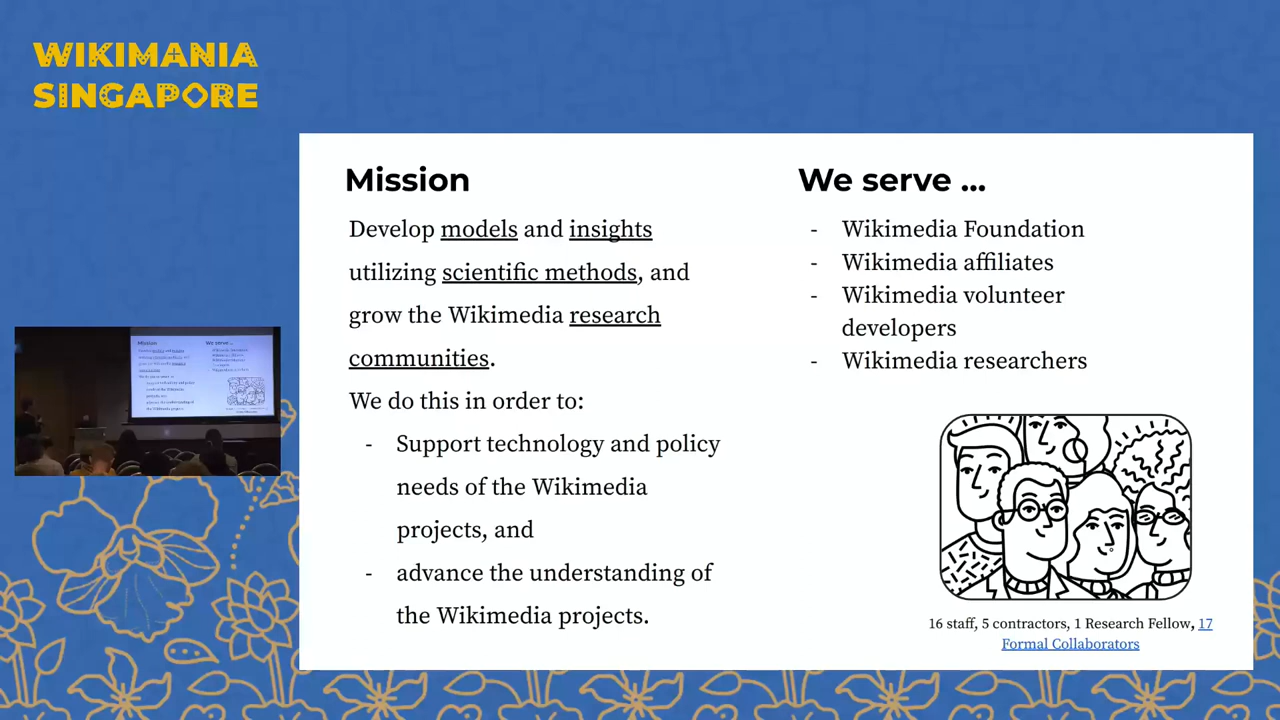 WIKIMANIA
SINGAPORE
Mission
Develop models and insights
utilizing scientific methods, and
grow the Wikimedia research
communities.
We do this in order to:
- Support technology and policy
needs of the Wikimedia
projects, and
- advance the understanding of
the Wikimedia projects.
We serve ...
- Wikimedia Foundation
- Wikimedia affiliates
- Wikimedia volunteer
developers
- Wikimedia researchers
16 staff, 5 contractors, 1 Research Fellow, 17
Formal Collaborators
Mission
We serve ...